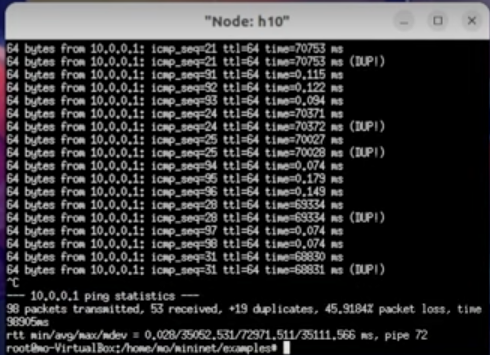 "Node: h10"
64 bytes from 10.0.0.1: icmp_seq=21 ttl=64 time=70753 ms
64 bytes from 10.0.0.1: icmp_seq=21 ttl=64 time=70753 ms (DUP!)
64 bytes from 10.0.0.1: icmp_seq=91 ttl=64 time=0.115 ms
64 bytes from 10.0.0.1: icmp_seq=92 ttl=64 time=0.122 ms
64 bytes from 10.0.0.1: icmp_seq=93 ttl=64 time=0.094 ms
64 bytes from 10.0.0.1: icmp_seq=24 ttl=64 time=70371 ms
64 bytes from 10.0.0.1: icmp_seq=24 ttl=64 time=70372 ms (DUP!)
64 bytes from 10.0.0.1: icmp_seq=25 ttl=64 time=70027 ms
64 bytes from 10.0.0.1: icmp_seq=25 ttl=64 time=70028 ms (DUP!)
64 bytes from 10.0.0.1: icmp_seq=94 ttl=64 time=0.074 ms
64 bytes from 10.0.0.1: icmp_seq=95 ttl=64 time=0.179 ms
64 bytes from 10.0.0.1: icmp_seq=96 ttl=64 time=0.149 ms
64 bytes from 10.0.0.1: icmp_seq=28 ttl=64 time=69334 ms
64 bytes from 10.0.0.1: icmp_seq=28 ttl=64 time=69334 ms (DUP!)
64 bytes from 10.0.0.1: icmp_seq=97 ttl=64 time=0.074 ms
64 bytes from 10.0.0.1: icmp_seq=98 ttl=64 time=0.074 ms
64 bytes from 10.0.0.1: icmp_seq=31 ttl=64 time=68830 ms
64 bytes from 10.0.0.1: icmp_seq=31 ttl=64 time=68831 ms (DUP!)
^C
--- 10.0.0.1 ping statistics ---
98 packets transmitted, 53 received, +19 duplicates, 45.9184% packet loss, time
98905ms
rtt min/avg/max/mdev = 0.028/35052.531/72971.511/35111.566 ms, pipe 72
root@mo-VirtualBox:/home/mo/mininet/examples#